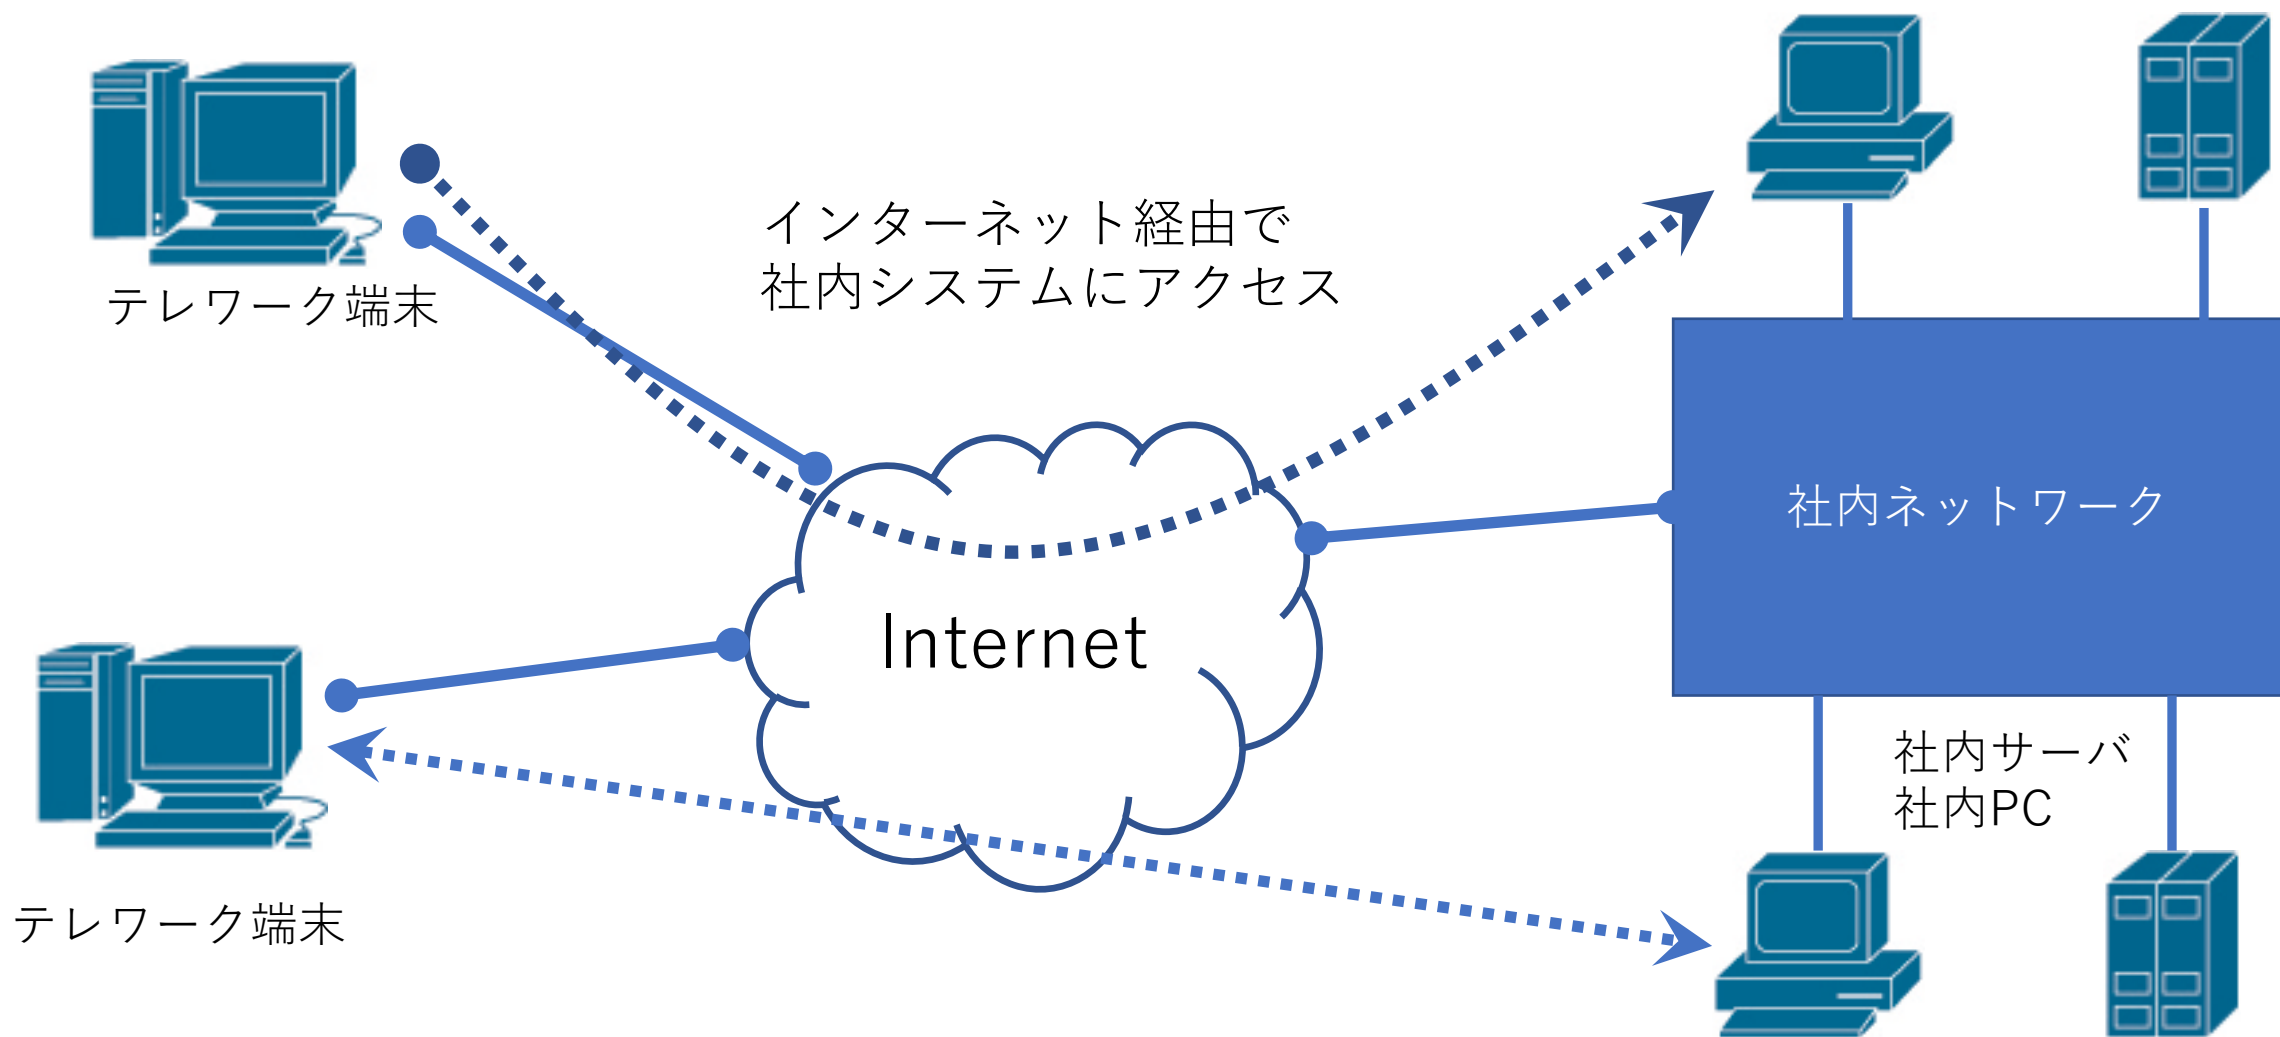 インターネット経由で
社内システムにアクセス
テレワーク端末
社内ネットワーク
Internet
社内サーバ
社内PC
テレワーク端末